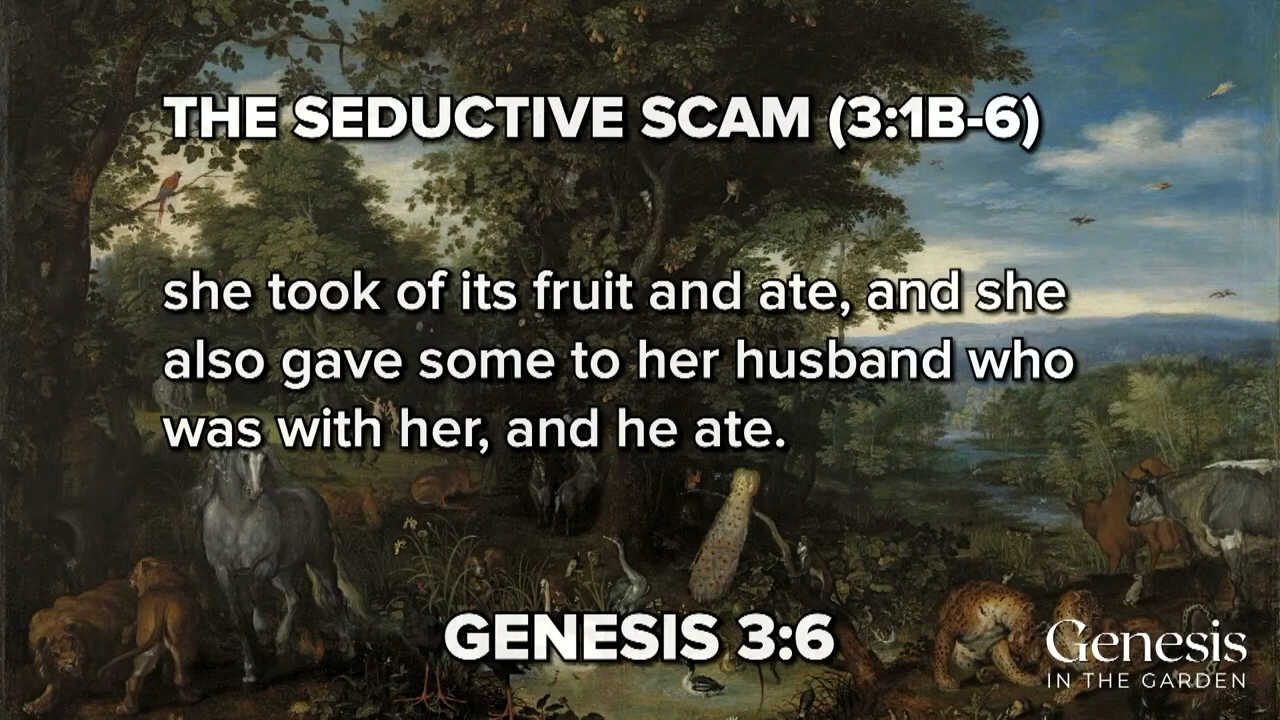 THE SEDUCTIVE SCAM (3:1B-6)
she took of its fruit and ate, and she
also gave some to her husband who
was with her, and he ate.
GENESIS 3:6
Genesis
IN THE GARDEN